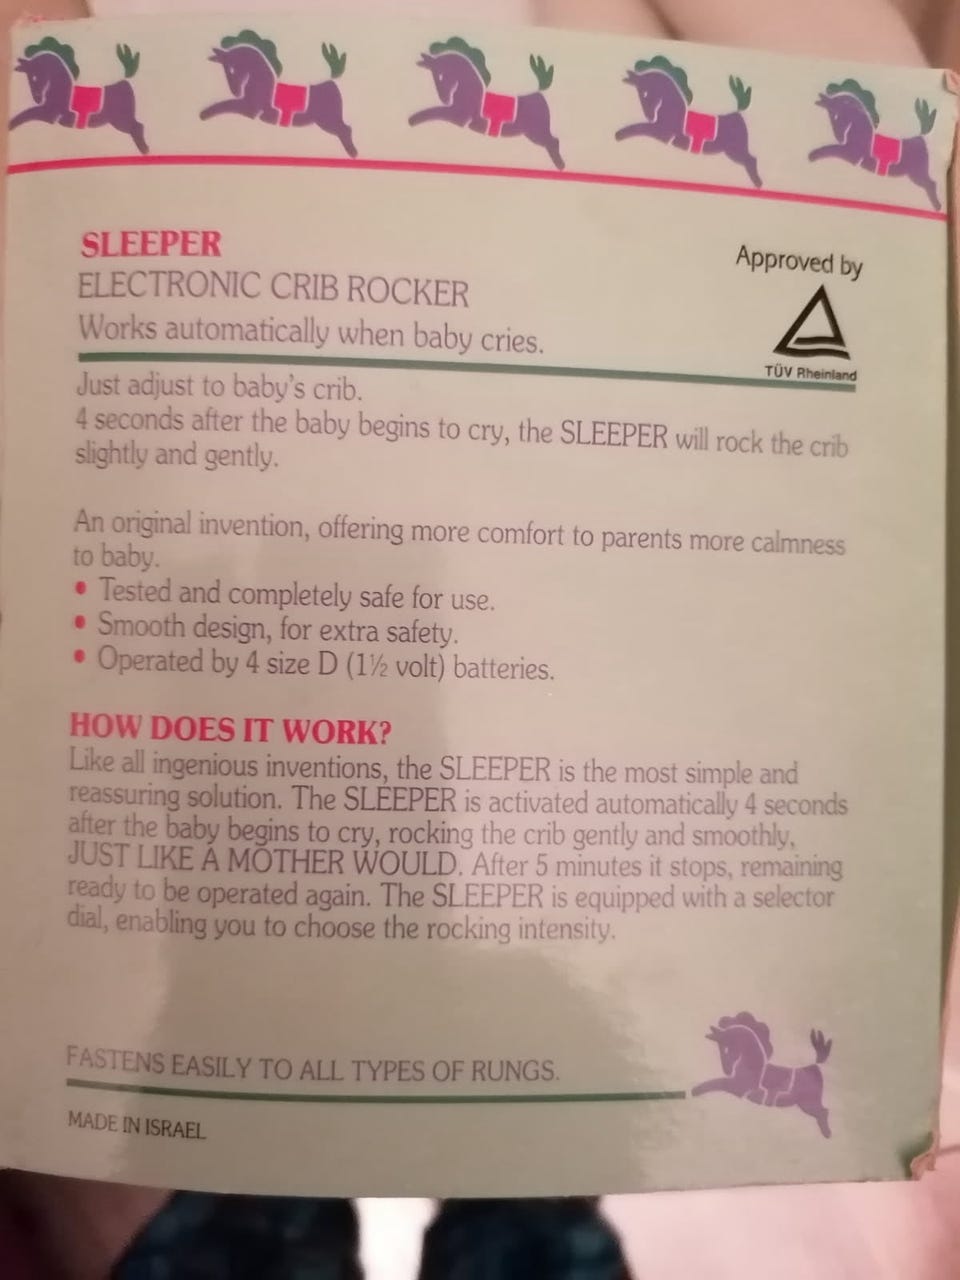 SLEEPER
ELECTRONIC CRIB ROCKER
Works automatically when baby cries.
Approved by
TÜV Rheinland
Just adjust to baby's crib.
4 seconds after the baby begins to cry, the SLEEPER will rock the crib
slightly and gently.
An original invention, offering more comfort to parents more calmness
to baby.
• Tested and completely safe for use.
• Smooth design, for extra safety.
• Operated by 4 size D (1½ volt) batteries.
HOW DOES IT WORK?
Like all ingenious inventions, the SLEEPER is the most simple and
reassuring solution. The SLEEPER is activated automatically 4 seconds
after the baby begins to cry, rocking the crib gently and smoothly,
JUST LIKE A MOTHER WOULD. After 5 minutes it stops, remaining
ready to be operated again. The SLEEPER is equipped with a selector
dial, enabling you to choose the rocking intensity.
FASTENS EASILY TO ALL TYPES OF RUNGS.
MADE IN ISRAEL